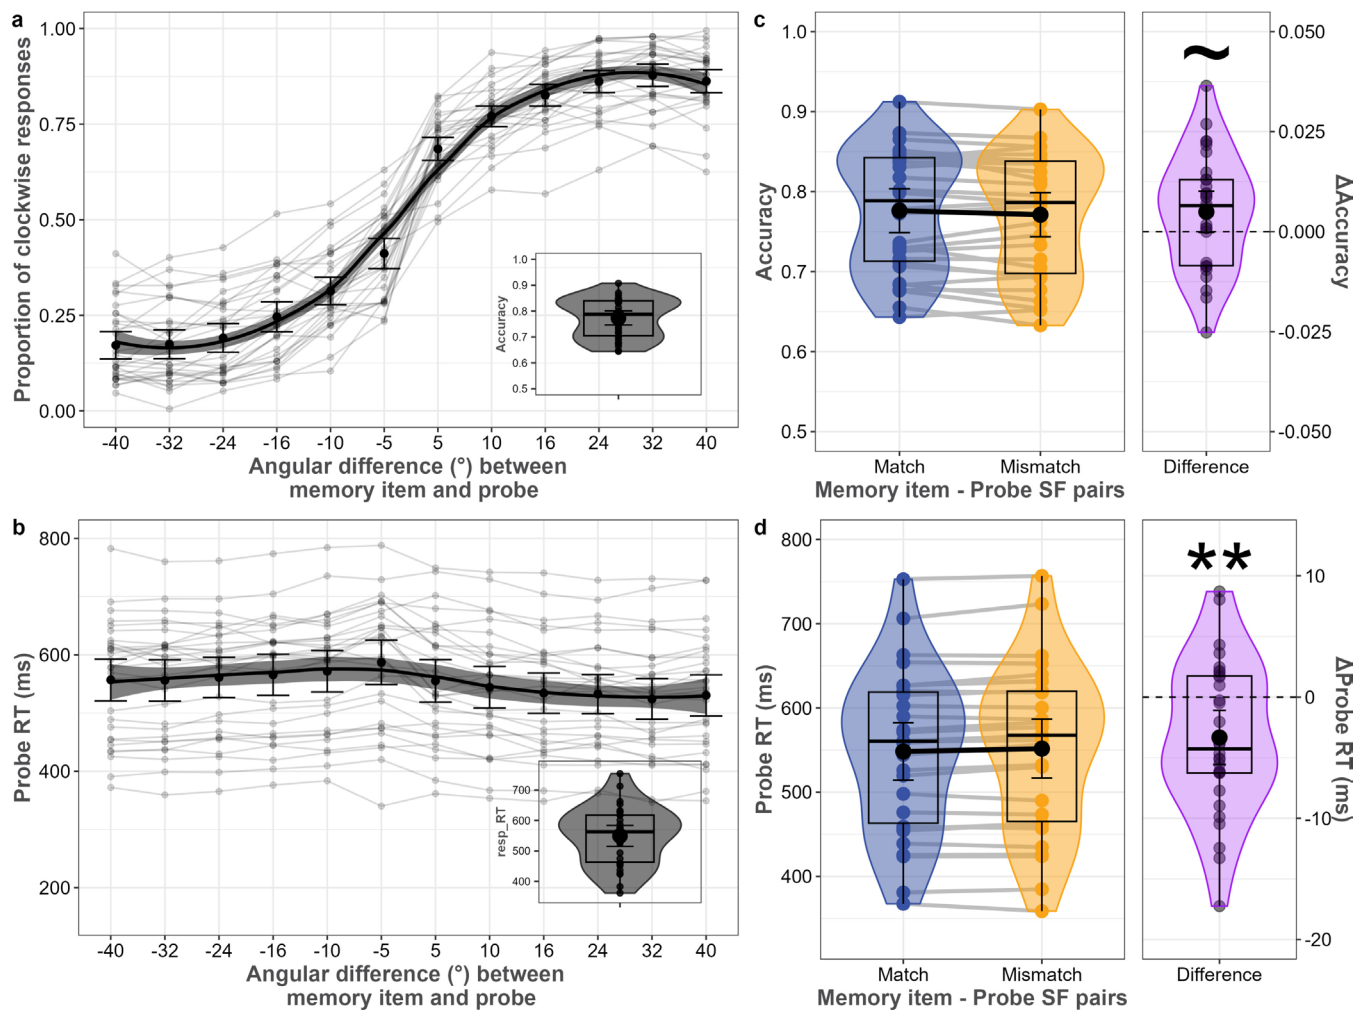 a
Proportion of clockwise responses
1.00
0.75
0.50
0.25
0.00
-40 -32 -24 -16 -10 -5 5 10 16 24 32 40
Angular difference (°) between
memory item and probe
Accuracy
1.0
0.9
0.8
0.7
0.6
0.5
c
Accuracy
1.0
0.9
0.8
0.7
0.6
0.5
Match Mismatch
Memory item - Probe SF pairs
~
0.050
0.025
0.000
-0.025
-0.050
ΔAccuracy
Difference
b
Probe RT (ms)
800
600
400
200
-40 -32 -24 -16 -10 -5 5 10 16 24 32 40
Angular difference (°) between
memory item and probe
resp_RT
700
600
500
400
d
Probe RT (ms)
800
700
600
500
400
Match Mismatch
Memory item - Probe SF pairs
**
10
0
-10
-20
ΔProbe RT (ms)
Difference